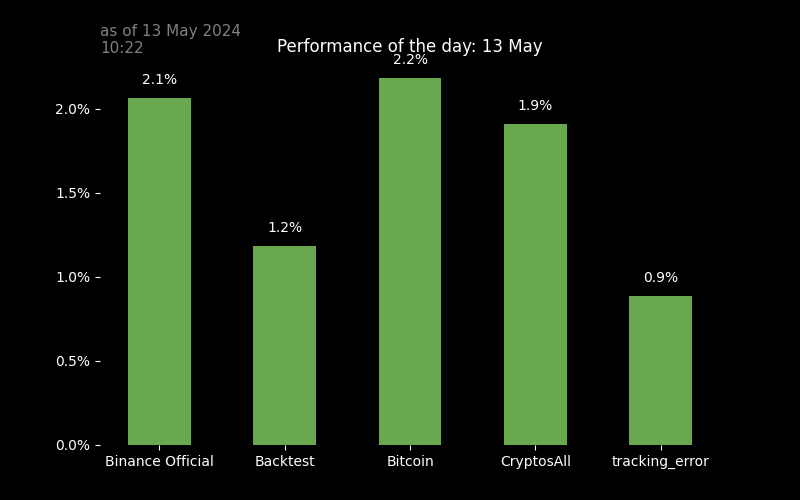 as of 13 May 2024
10:22
Performance of the day: 13 May
2.1%
1.2%
2.2%
1.9%
0.9%
2.0%
1.5%
1.0%
0.5%
0.0%
Binance Official
Backtest
Bitcoin
CryptosAll
tracking_error